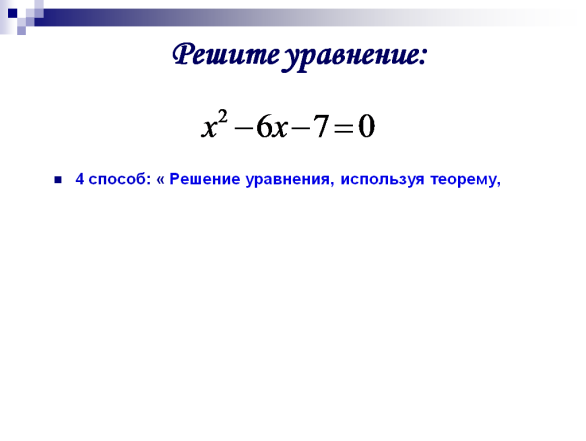 Решите уравнение:
x² – 6x – 7 = 0
4 способ: « Решение уравнения, используя теорему,